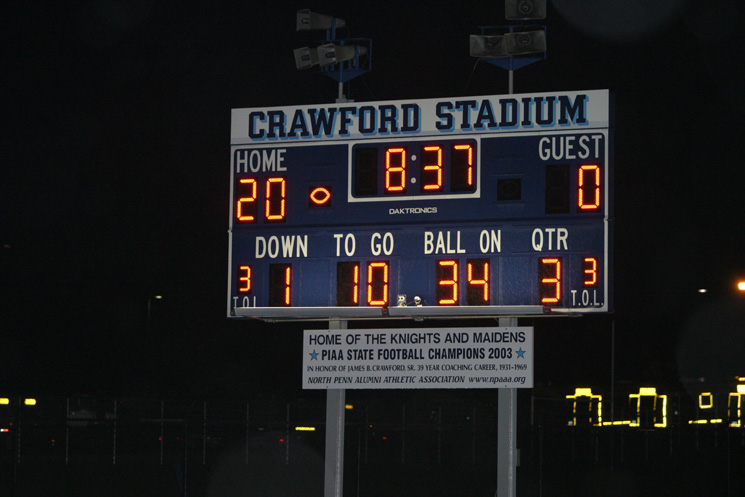 CRAWFORD STADIUM
HOME 8:37 GUEST
20 0
DAKTRONICS
DOWN TO GO BALL ON QTR
3 1 10 34 3 3
T.O.L. T.O.L.
HOME OF THE KNIGHTS AND MAIDENS
PIAA STATE FOOTBALL CHAMPIONS 2003
IN HONOR OF JAMES B. CRAWFORD, SR. 39 YEAR COACHING CAREER, 1931-1969
NORTH PENN ALUMNI ATHLETIC ASSOCIATION www.npaaa.org